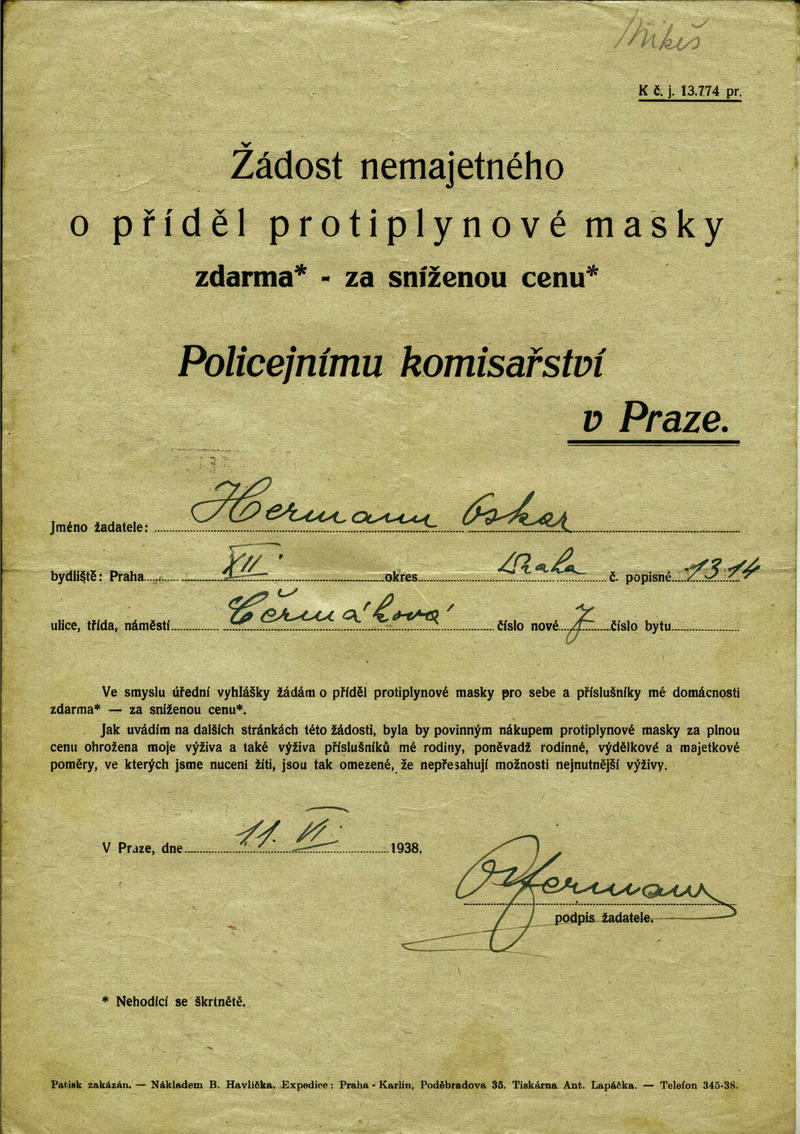 Mikeš
K č. j. 13.774 pr.
Žádost nemajetného
o příděl protiplynové masky
zdarma* - za sníženou cenu*
Policejnímu komisařství
v Praze.
Jméno žadatele: Hermann Oskar
bydliště: Praha XII. okres Praha č. popisné 1314
ulice, třída, náměstí Čermákova číslo nové 7 číslo bytu
Ve smyslu úřední vyhlášky žádám o příděl protiplynové masky pro sebe a příslušníky mé domácnosti
zdarma* — za sníženou cenu*.
Jak uvádím na dalších stránkách této žádosti, byla by povinným nákupem protiplynové masky za plnou
cenu ohrožena moje výživa a také výživa příslušníků mé rodiny, poněvadž rodinné, výdělkové a majetkové
poměry, ve kterých jsme nuceni žíti, jsou tak omezené, že nepřesahují možnosti nejnutnější výživy.
V Praze, dne 11. VI. 1938.
OHermann
podpis žadatele.
* Nehodící se škrtnětě.
Patisk zakázán. — Nákladem B. Havlíčka. Expedice: Praha - Karlín, Poděbradova 35. Tiskárna Ant. Lapáčka. — Telefon 345-38.